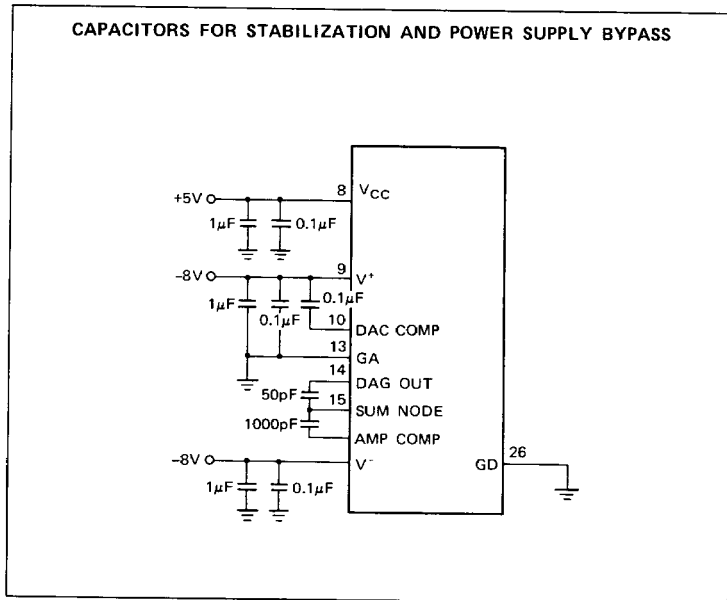 CAPACITORS FOR STABILIZATION AND POWER SUPPLY BYPASS
+5V
8
VCC
1μF
0.1μF
-8V
9
V+
1μF
0.1μF
0.1μF
10
DAC COMP
13
GA
14
DAG OUT
50pF
15
SUM NODE
1000pF
AMP COMP
-8V
V-
1μF
0.1μF
GD
26